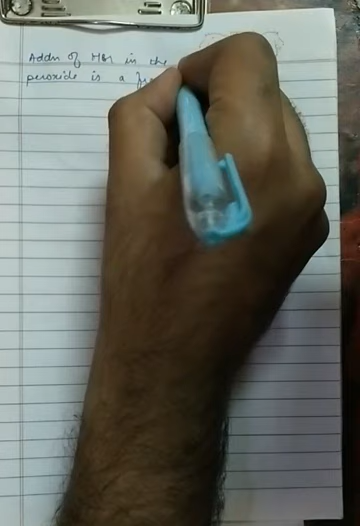 Addn of HBr in the
peroxide is a